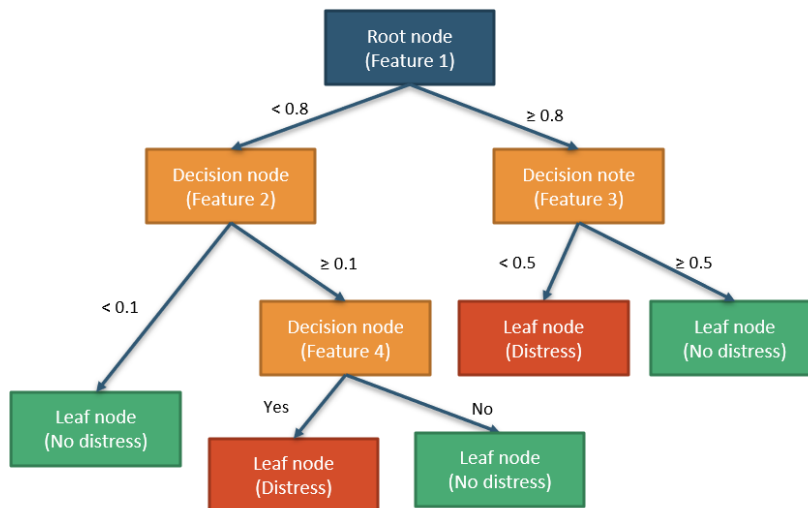 Root node
(Feature 1)
< 0.8
≥ 0.8
Decision node
(Feature 2)
Decision note
(Feature 3)
< 0.1
≥ 0.1
< 0.5
≥ 0.5
Decision node
(Feature 4)
Leaf node
(Distress)
Leaf node
(No distress)
Leaf node
(No distress)
Yes
No
Leaf node
(Distress)
Leaf node
(No distress)